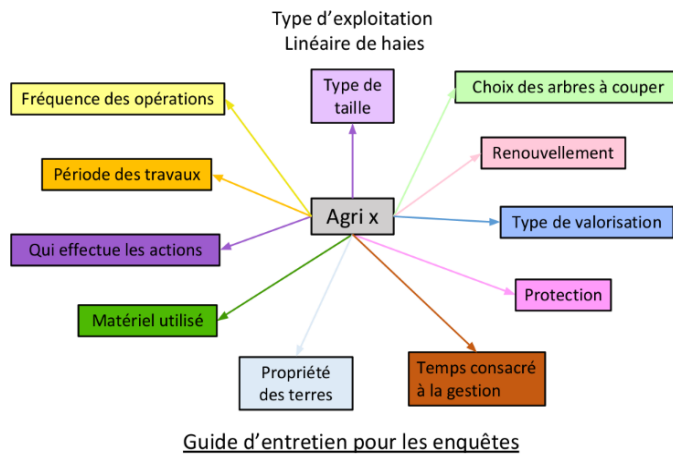 Type d'exploitation
Linéaire de haies
Fréquence des opérations
Type de
taille
Choix des arbres à couper
Période des travaux
Renouvellement
Agri x
Qui effectue les actions
Type de valorisation
Matériel utilisé
Protection
Propriété
des terres
Temps consacré
à la gestion
Guide d'entretien pour les enquêtes